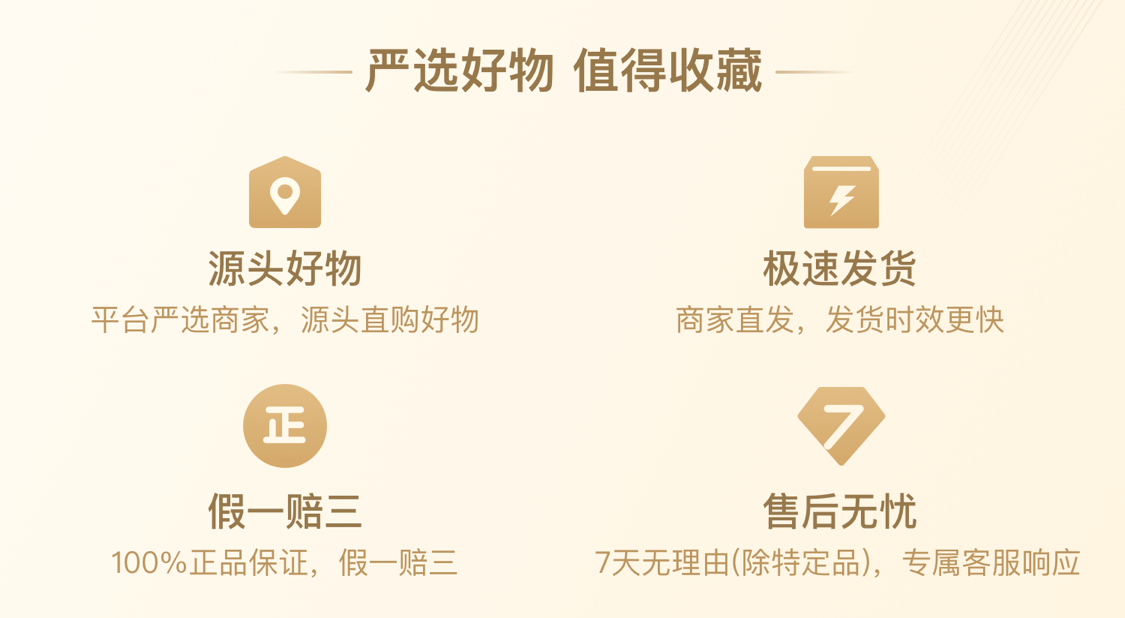 严选好物 值得收藏
源头好物
平台严选商家，源头直购好物
极速发货
商家直发，发货时效更快
正
假一赔三
100%正品保证，假一赔三
7
售后无忧
7天无理由(除特定品)，专属客服响应